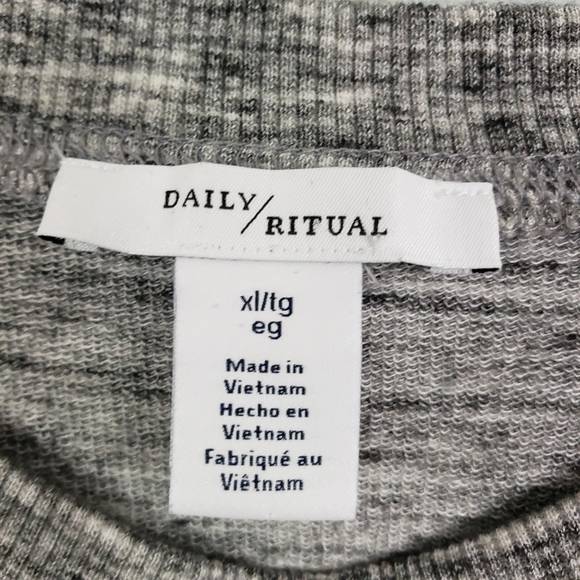 DAILY/RITUAL
xl/tg
eg
Made in
Vietnam
Hecho en
Vietnam
Fabriqué au
Viêtnam